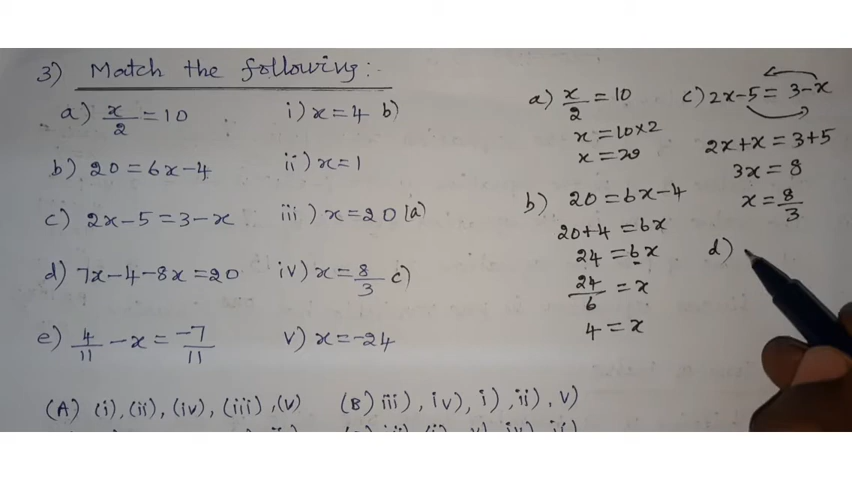 3) Match the following:-
a) x/2 = 10 i) x = 4 b)
b) 20 = 6x - 4 ii) x = 1
c) 2x - 5 = 3 - x iii) x = 20 (a)
d) 7x - 4 - 8x = 20 iv) x = 8/3 c)
e) 4/11 - x = -7/11 v) x = -24
(A) (i), (ii), (iv), (iii), (v) (B) iii), iv), i), ii), v)
a) x/2 = 10
x = 10 × 2
x = 20
b) 20 = 6x - 4
20 + 4 = 6x
24 = 6x
24/6 = x
4 = x
c) 2x - 5 = 3 - x
2x + x = 3 + 5
3x = 8
x = 8/3
d)